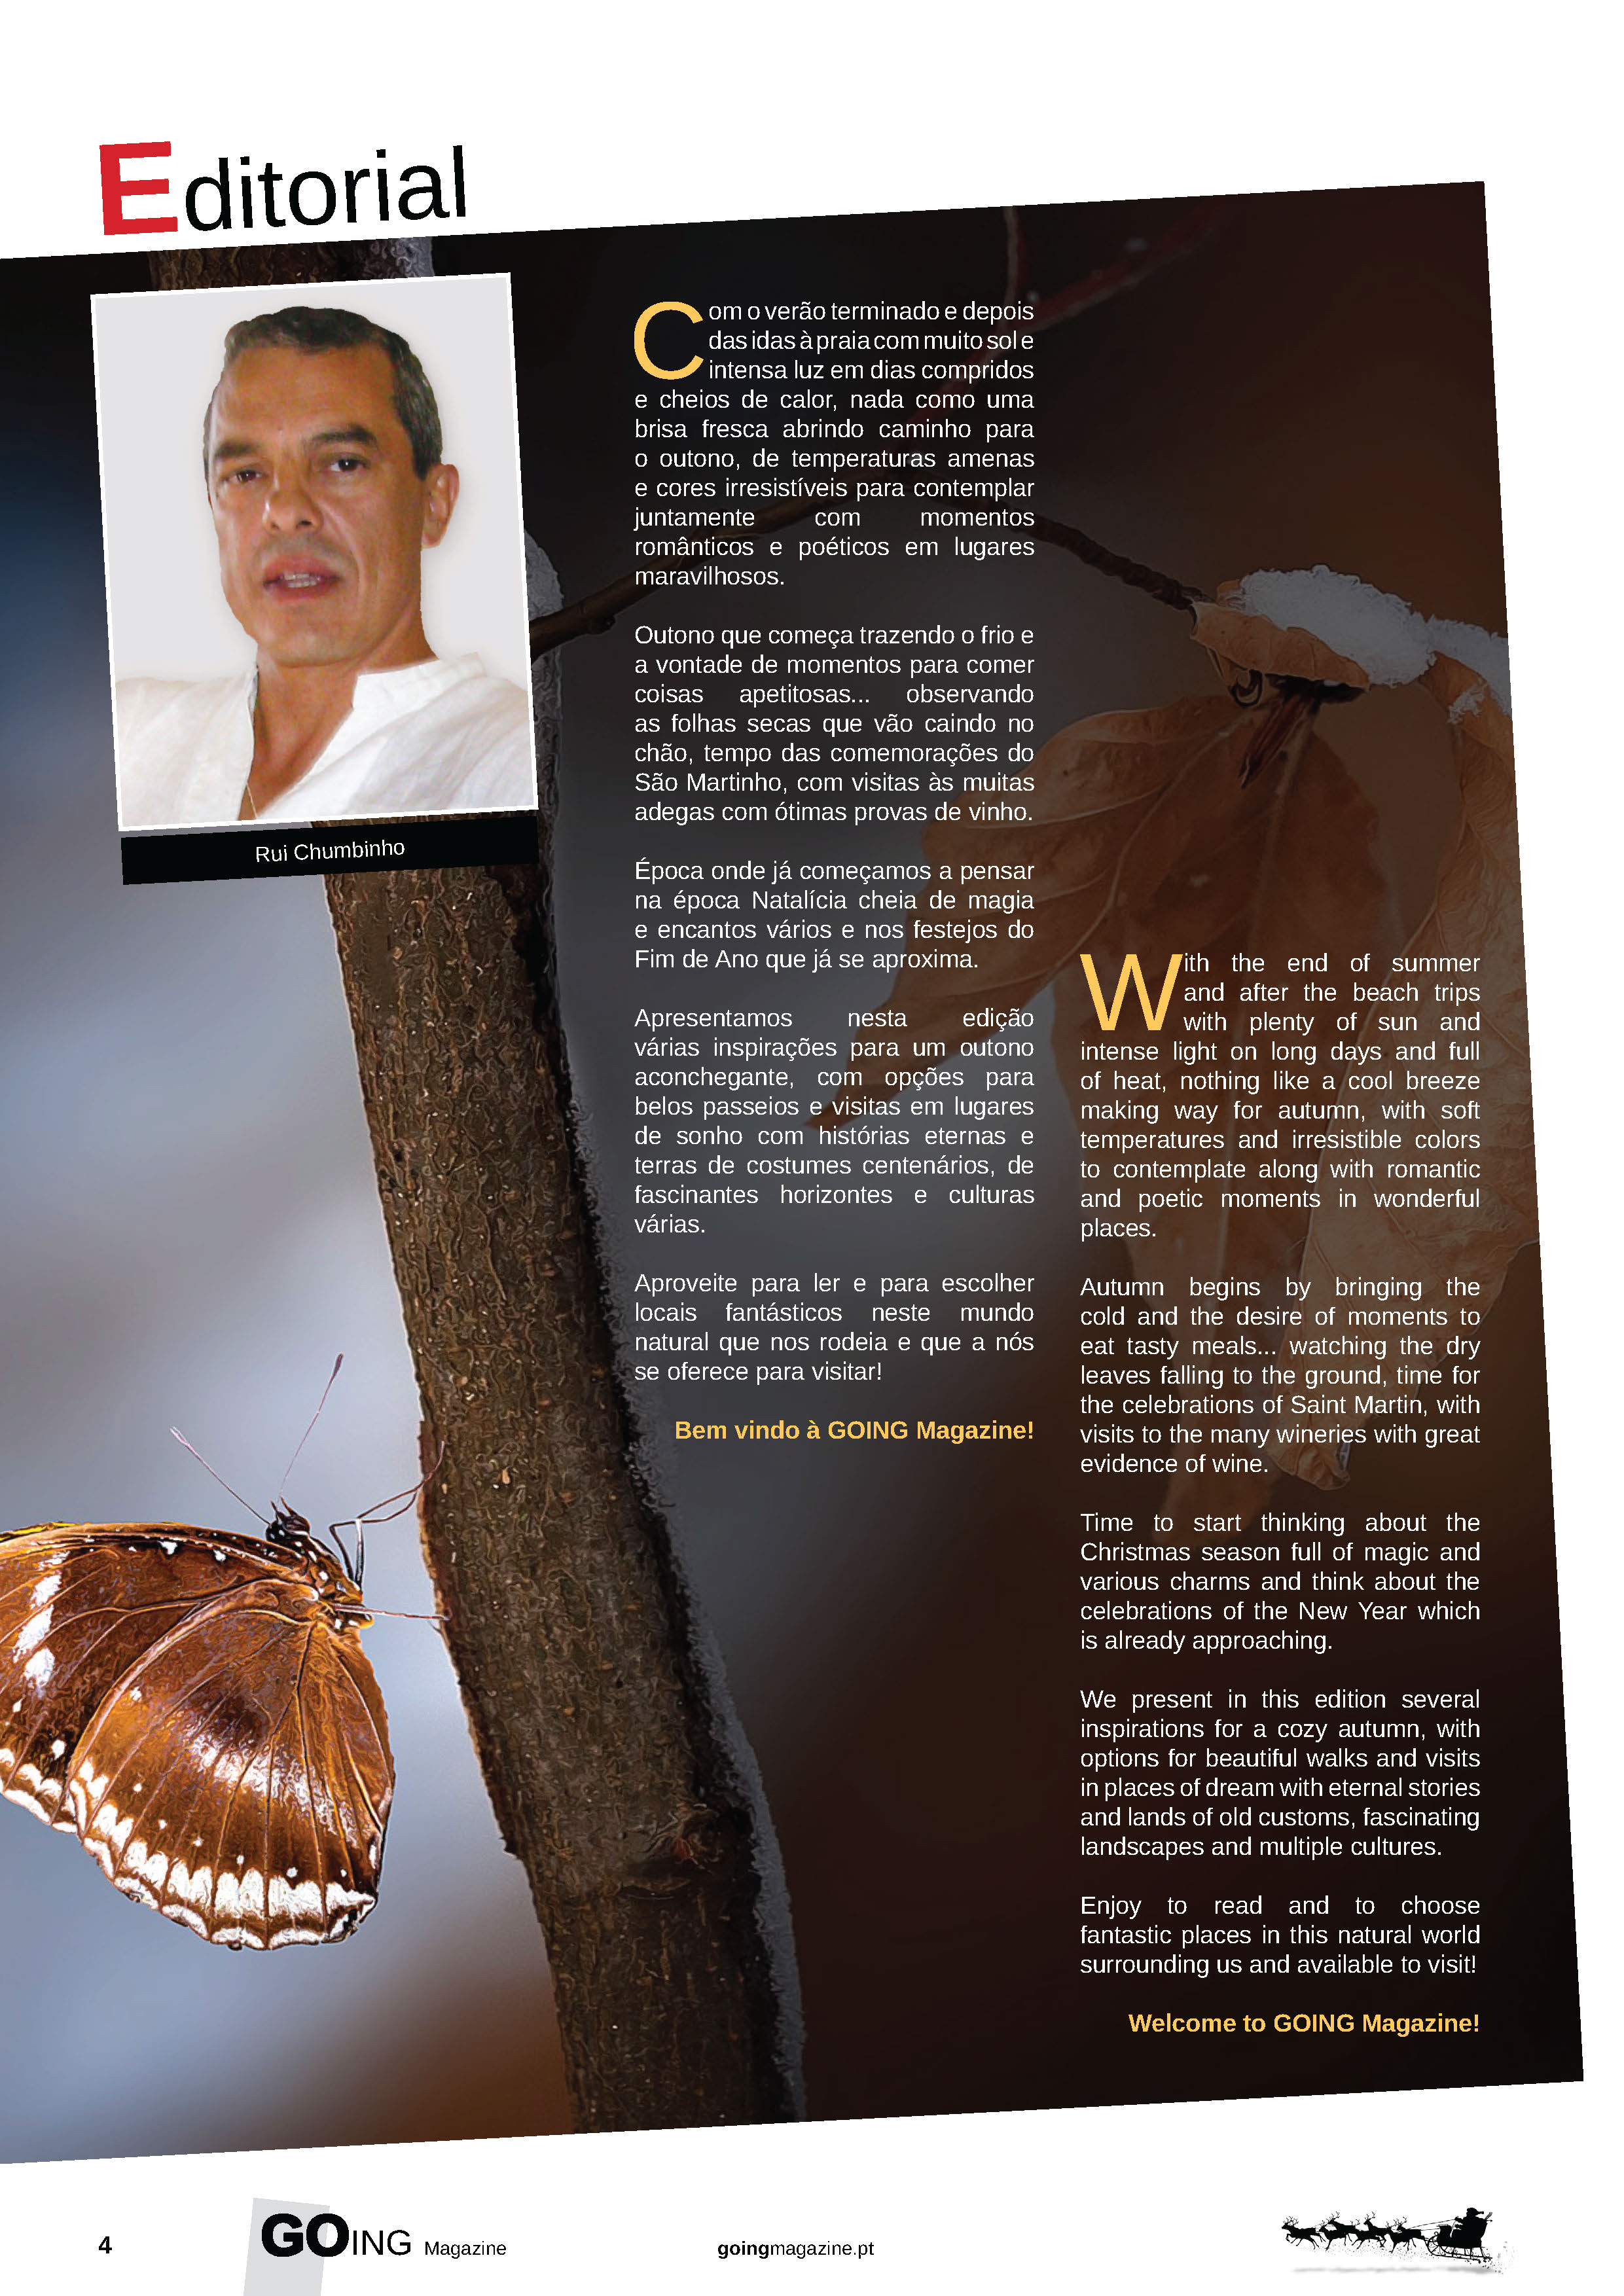 Editorial
Rui Chumbinho
Com o verão terminado e depois
das idas à praia com muito sol e
intensa luz em dias compridos
e cheios de calor, nada como uma
brisa fresca abrindo caminho para
o outono, de temperaturas amenas
e cores irresistíveis para contemplar
juntamente com momentos
românticos e poéticos em lugares
maravilhosos.
Outono que começa trazendo o frio e
a vontade de momentos para comer
coisas apetitosas... observando
as folhas secas que vão caindo no
chão, tempo das comemorações do
São Martinho, com visitas às muitas
adegas com ótimas provas de vinho.
Época onde já começamos a pensar
na época Natalícia cheia de magia
e encantos vários e nos festejos do
Fim de Ano que já se aproxima.
Apresentamos nesta edição
várias inspirações para um outono
aconchegante, com opções para
belos passeios e visitas em lugares
de sonho com histórias eternas e
terras de costumes centenários, de
fascinantes horizontes e culturas
várias.
Aproveite para ler e para escolher
locais fantásticos neste mundo
natural que nos rodeia e que a nós
se oferece para visitar!
Bem vindo à GOING Magazine!
With the end of summer
and after the beach trips
with plenty of sun and
intense light on long days and full
of heat, nothing like a cool breeze
making way for autumn, with soft
temperatures and irresistible colors
to contemplate along with romantic
and poetic moments in wonderful
places.
Autumn begins by bringing the
cold and the desire of moments to
eat tasty meals... watching the dry
leaves falling to the ground, time for
the celebrations of Saint Martin, with
visits to the many wineries with great
evidence of wine.
Time to start thinking about the
Christmas season full of magic and
various charms and think about the
celebrations of the New Year which
is already approaching.
We present in this edition several
inspirations for a cozy autumn, with
options for beautiful walks and visits
in places of dream with eternal stories
and lands of old customs, fascinating
landscapes and multiple cultures.
Enjoy to read and to choose
fantastic places in this natural world
surrounding us and available to visit!
Welcome to GOING Magazine!
4 GOING Magazine goingmagazine.pt